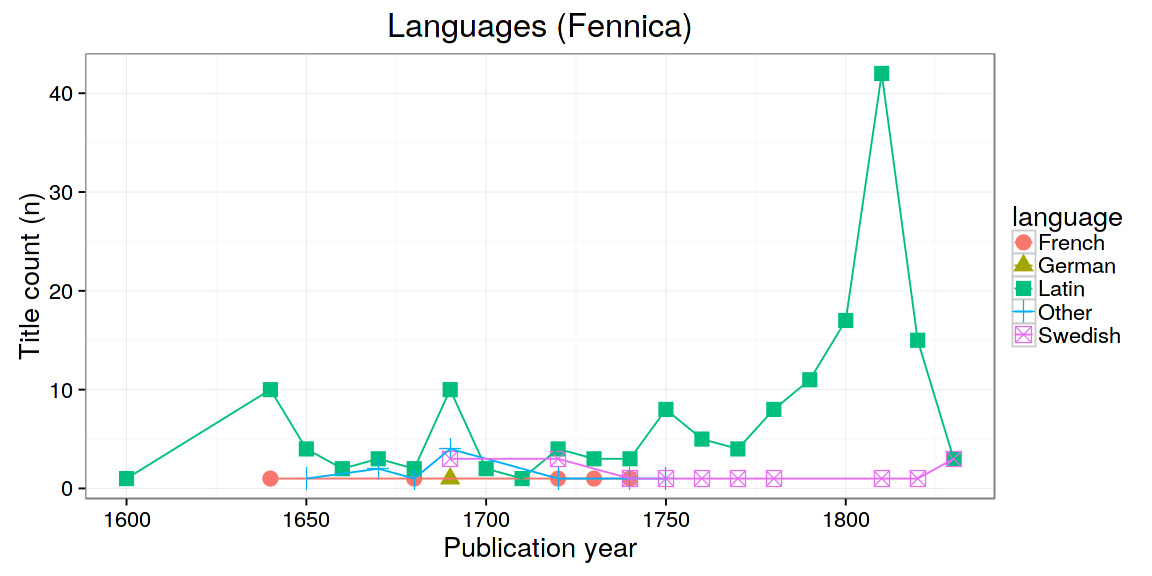 Languages (Fennica)
Title count (n)
40
30
20
10
0
1600 1650 1700 1750 1800
Publication year
language
French
German
Latin
Other
Swedish